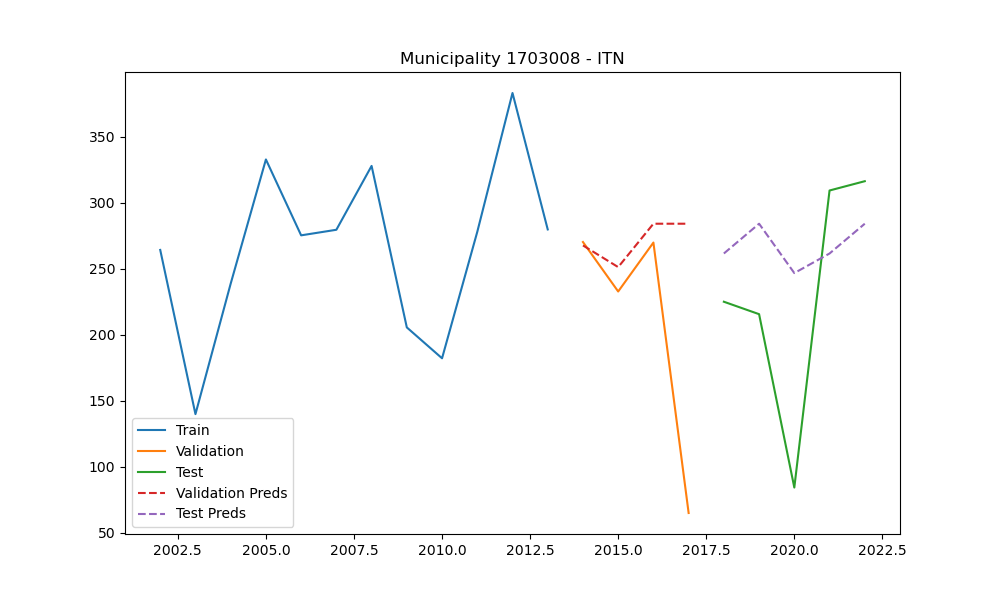 Municipality 1703008 - ITN
350
300
250
200
150
100
50
Train
Validation
Test
Validation Preds
Test Preds
2002.5 2005.0 2007.5 2010.0 2012.5 2015.0 2017.5 2020.0 2022.5